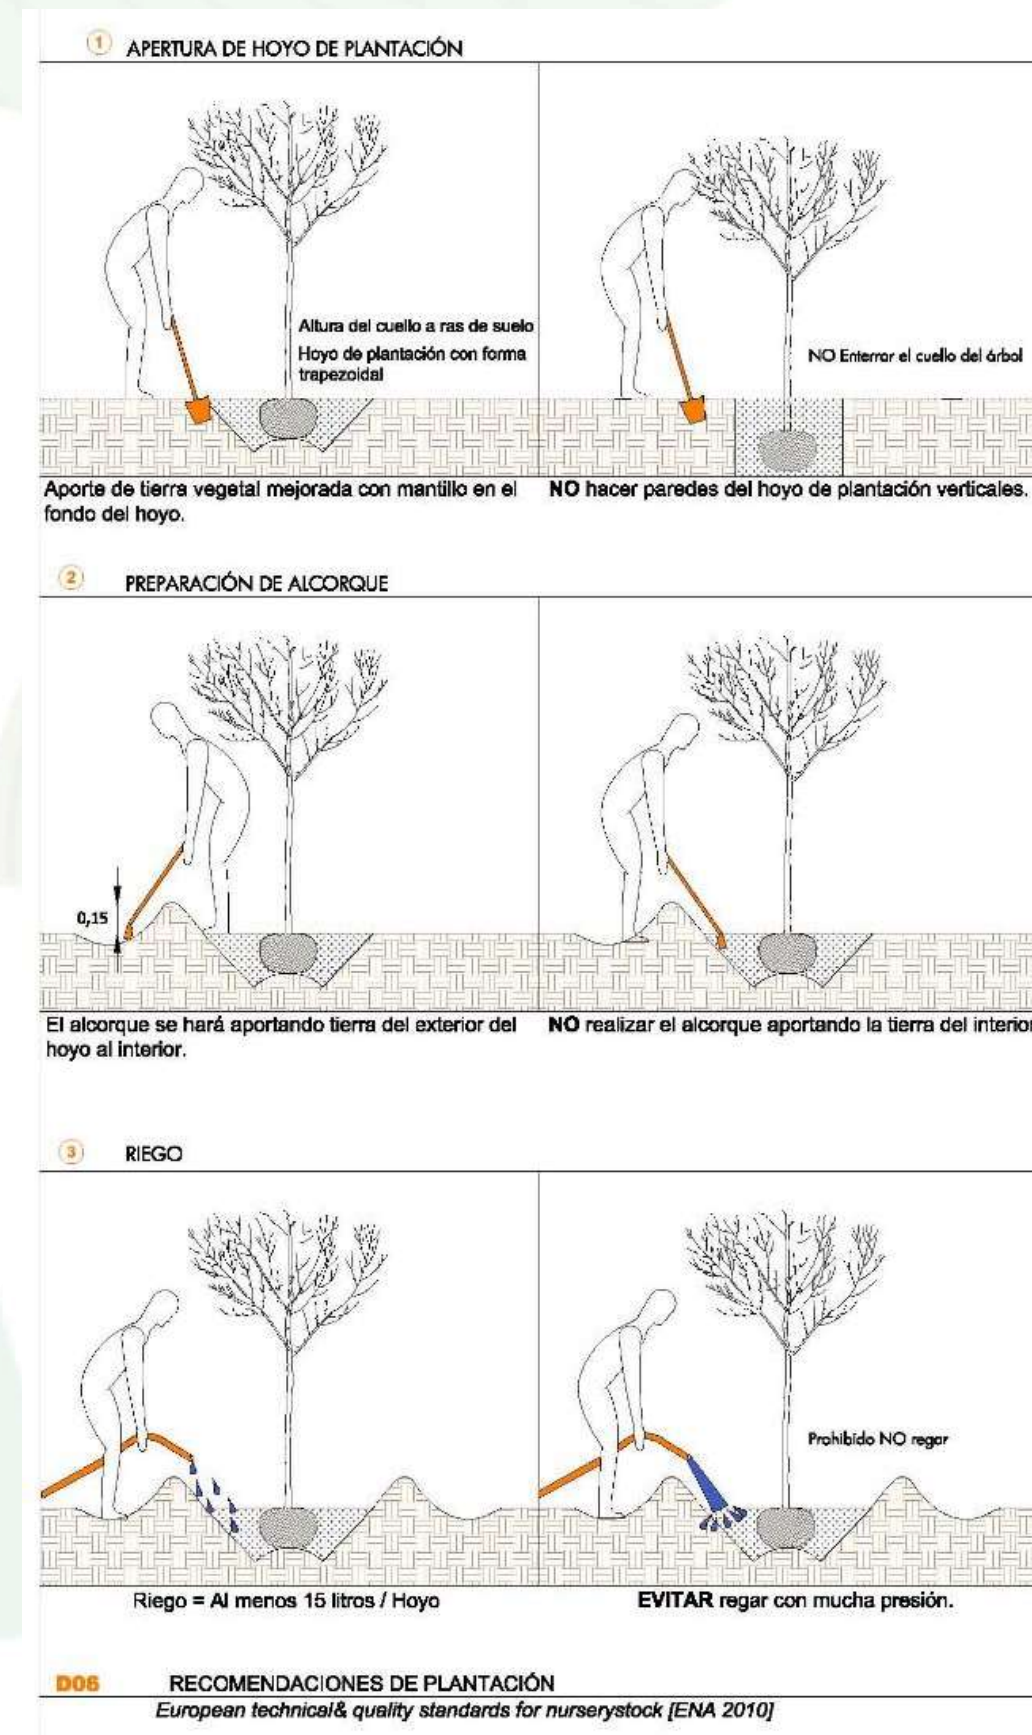 1 APERTURA DE HOYO DE PLANTACIÓN
Altura del cuello a ras de suelo
Hoyo de plantación con forma
trapezoidal
NO Enterrar el cuello del árbol
Aporte de tierra vegetal mejorada con mantillo en el
fondo del hoyo.
NO hacer paredes del hoyo de plantación verticales.
2 PREPARACIÓN DE ALCORQUE
0,15
El alcorque se hará aportando tierra del exterior del
hoyo al interior.
NO realizar el alcorque aportando la tierra del interior
3 RIEGO
Prohibido NO regar
Riego = Al menos 15 litros / Hoyo
EVITAR regar con mucha presión.
D06 RECOMENDACIONES DE PLANTACIÓN
European technical& quality standards for nurserystock [ENA 2010]